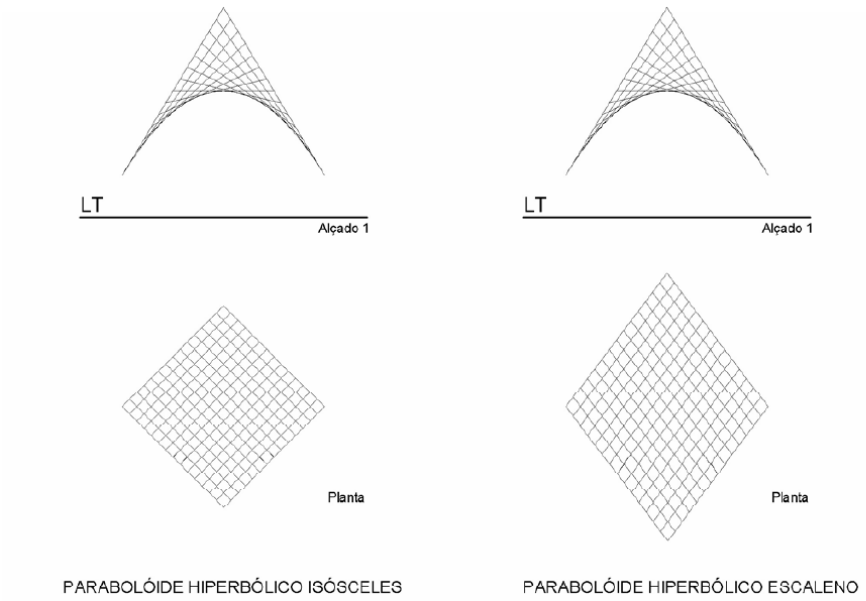 LT
Alçado 1
LT
Alçado 1
Planta
Planta
PARABOLÓIDE HIPERBÓLICO ISÓSCELES
PARABOLÓIDE HIPERBÓLICO ESCALENO